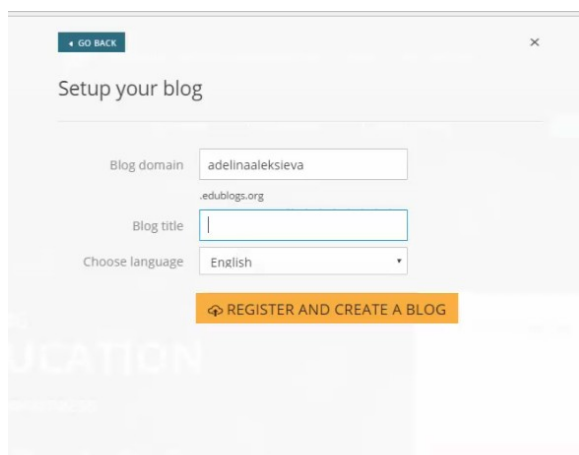 GO BACK
×
Setup your blog
Blog domain
adelinaaleksieva
.edublogs.org
Blog title
Choose language
English
REGISTER AND CREATE A BLOG
UCATION